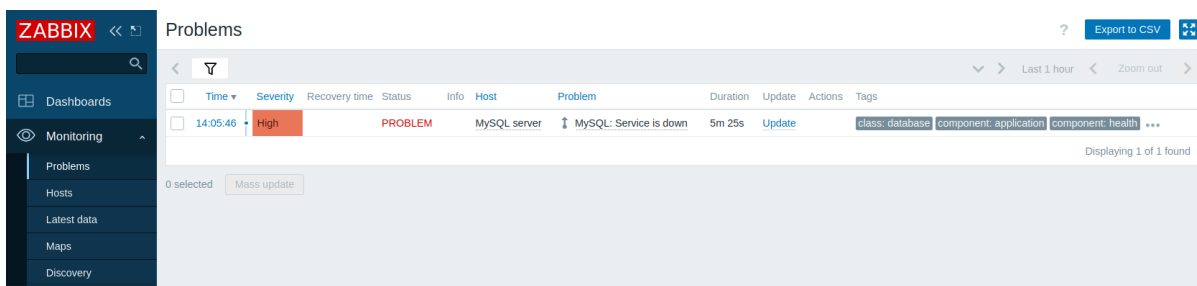 ZABBIX
Problems
? Export to CSV
Last 1 hour Zoom out
Dashboards
Monitoring
Problems
Hosts
Latest data
Maps
Discovery
Time Severity Recovery time Status Info Host Problem Duration Update Actions Tags
14:05:46 High PROBLEM MySQL server MySQL: Service is down 5m 25s Update class: database component: application component: health •••
Displaying 1 of 1 found
0 selected Mass update